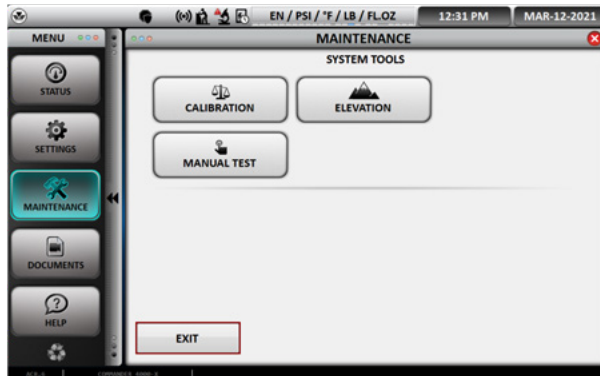 EN / PSI / °F / LB / FL.OZ
12:31 PM
MAR-12-2021
MENU
MAINTENANCE
SYSTEM TOOLS
STATUS
CALIBRATION
ELEVATION
SETTINGS
MANUAL TEST
MAINTENANCE
DOCUMENTS
HELP
EXIT